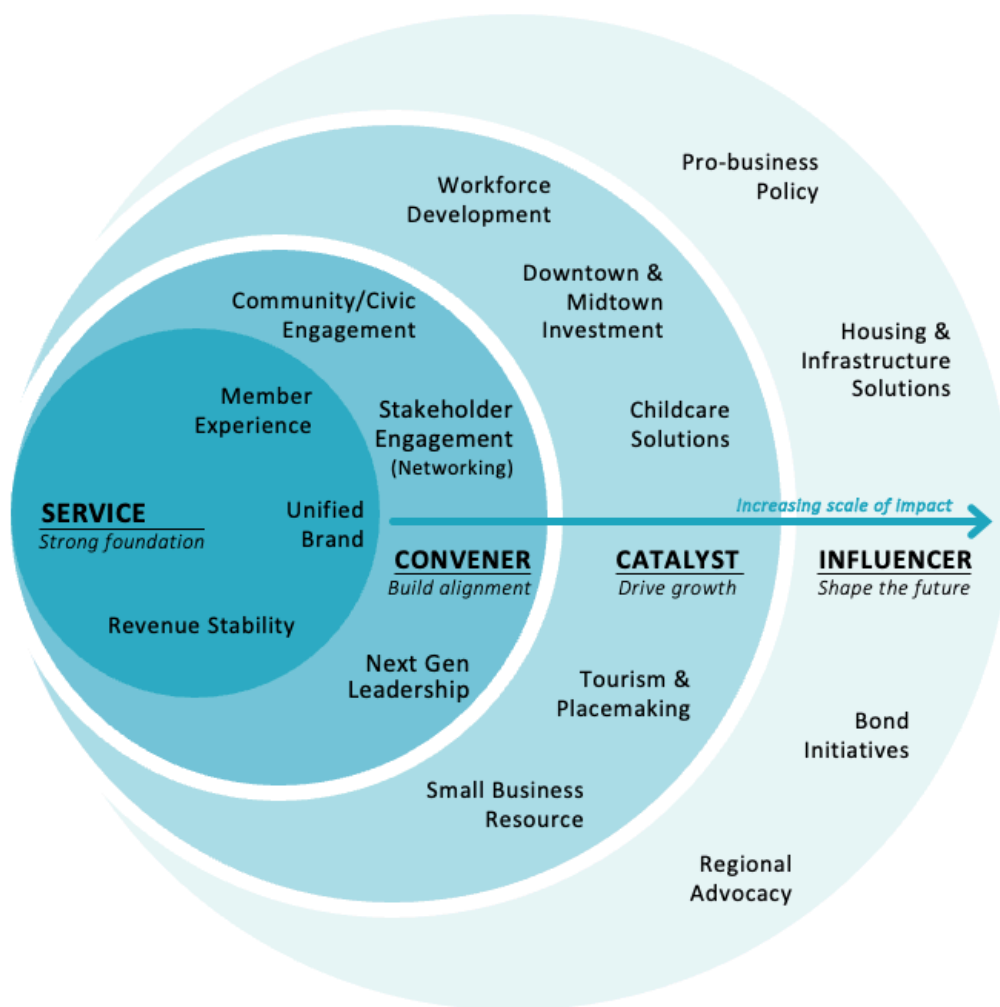 Pro-business
Policy
Workforce
Development
Downtown &
Midtown
Investment
Community/Civic
Engagement
Housing &
Infrastructure
Solutions
Member
Experience
Stakeholder
Engagement
(Networking)
Childcare
Solutions
SERVICE
Strong foundation
Unified
Brand
Increasing scale of impact
CONVENER
Build alignment
CATALYST
Drive growth
INFLUENCER
Shape the future
Revenue Stability
Next Gen
Leadership
Tourism &
Placemaking
Bond
Initiatives
Small Business
Resource
Regional
Advocacy